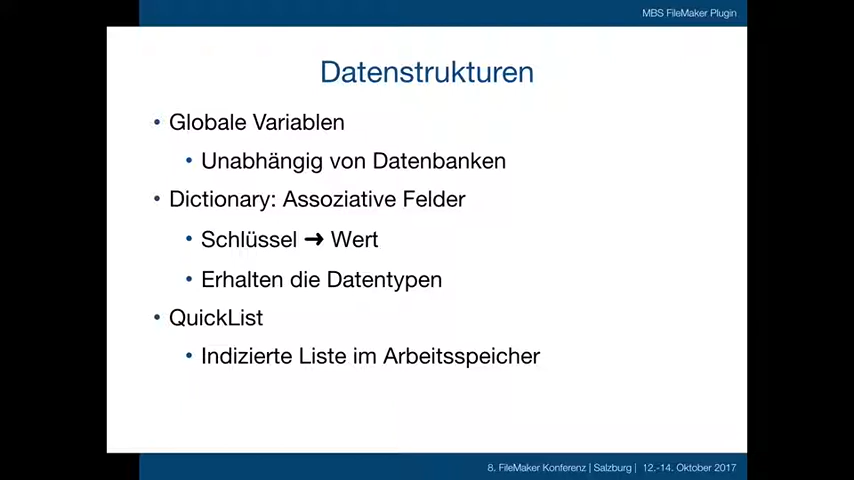 MBS FileMaker Plugin
Datenstrukturen
• Globale Variablen
• Unabhängig von Datenbanken
• Dictionary: Assoziative Felder
• Schlüssel ➜ Wert
• Erhalten die Datentypen
• QuickList
• Indizierte Liste im Arbeitsspeicher
8. FileMaker Konferenz | Salzburg | 12.-14. Oktober 2017